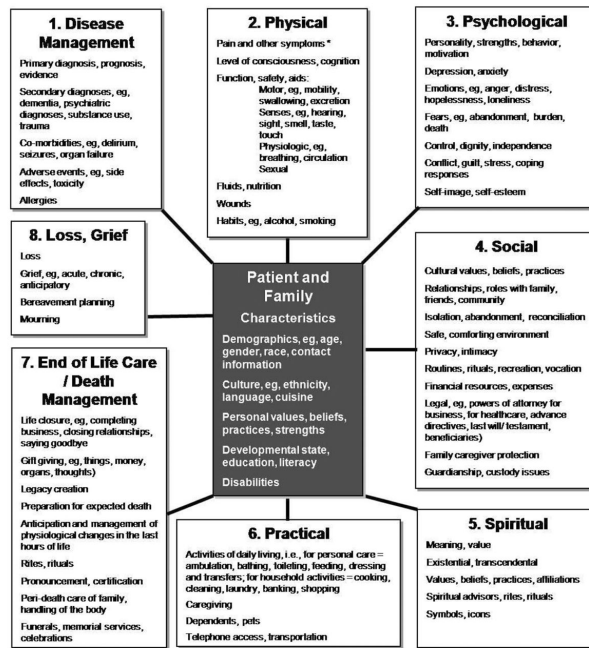 1. Disease
Management
Primary diagnosis, prognosis,
evidence
Secondary diagnoses, eg,
dementia, psychiatric
diagnoses, substance use,
trauma
Co-morbidities, eg, delirium,
seizures, organ failure
Adverse events, eg, side
effects, toxicity
Allergies
2. Physical
Pain and other symptoms *
Level of consciousness, cognition
Function, safety, aids:
Motor, eg, mobility,
swallowing, excretion
Senses, eg, hearing,
sight, smell, taste,
touch
Physiologic, eg,
breathing, circulation
Sexual
Fluids, nutrition
Wounds
Habits, eg, alcohol, smoking
3. Psychological
Personality, strengths, behavior,
motivation
Depression, anxiety
Emotions, eg, anger, distress,
hopelessness, loneliness
Fears, eg, abandonment, burden,
death
Control, dignity, independence
Conflict, guilt, stress, coping
responses
Self-image, self-esteem
8. Loss, Grief
Loss
Grief, eg, acute, chronic,
anticipatory
Bereavement planning
Mourning
Patient and
Family
Characteristics
Demographics, eg, age,
gender, race, contact
information
Culture, eg, ethnicity,
language, cuisine
Personal values, beliefs,
practices, strengths
Developmental state,
education, literacy
Disabilities
4. Social
Cultural values, beliefs, practices
Relationships, roles with family,
friends, community
Isolation, abandonment, reconciliation
Safe, comforting environment
Privacy, intimacy
Routines, rituals, recreation, vocation
Financial resources, expenses
Legal, eg, powers of attorney for
business, for healthcare, advance
directives, last will/ testament,
beneficiaries)
Family caregiver protection
Guardianship, custody issues
7. End of Life Care
/ Death
Management
Life closure, eg, completing
business, closing relationships,
saying goodbye
Gift giving, eg, things, money,
organs, thoughts)
Legacy creation
Preparation for expected death
Anticipation and management of
physiological changes in the last
hours of life
Rites, rituals
Pronouncement, certification
Peri-death care of family,
handling of the body
Funerals, memorial services,
celebrations
6. Practical
Activities of daily living, i.e., for personal care =
ambulation, bathing, toileting, feeding, dressing
and transfers; for household activities = cooking,
cleaning, laundry, banking, shopping
Caregiving
Dependents, pets
Telephone access, transportation
5. Spiritual
Meaning, value
Existential, transcendental
Values, beliefs, practices, affiliations
Spiritual advisors, rites, rituals
Symbols, icons